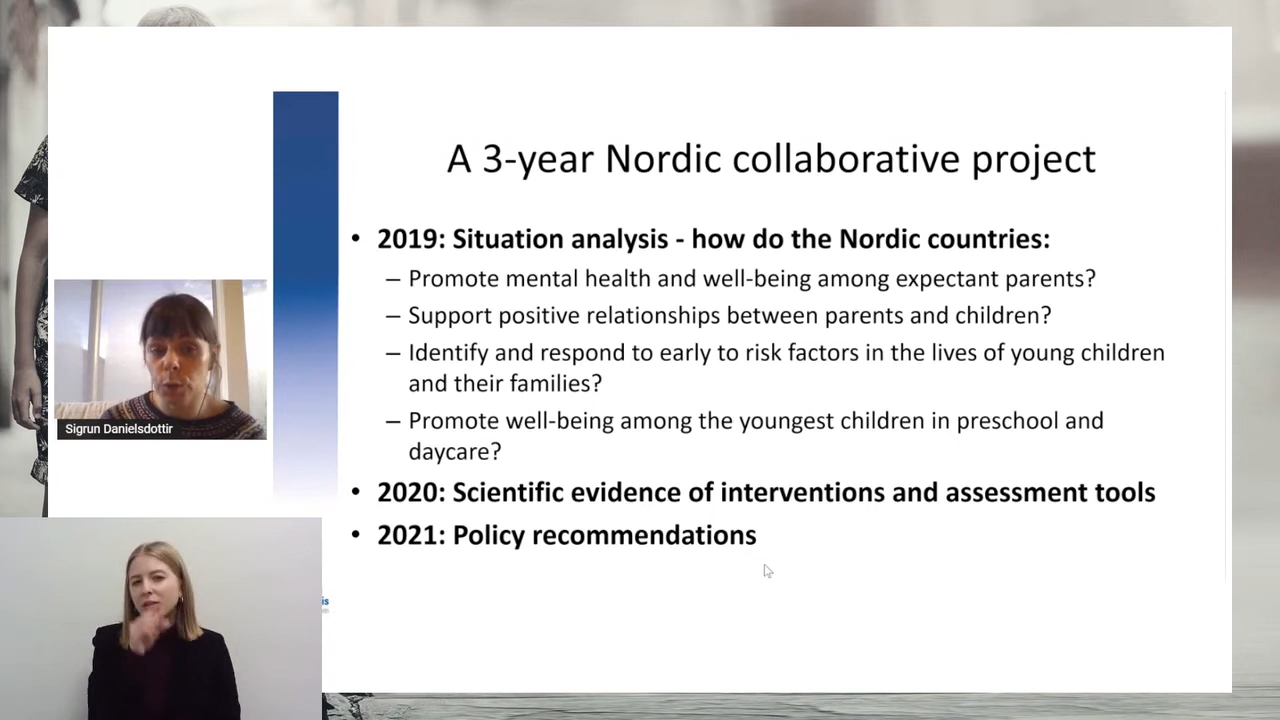 A 3-year Nordic collaborative project
• 2019: Situation analysis - how do the Nordic countries:
– Promote mental health and well-being among expectant parents?
– Support positive relationships between parents and children?
– Identify and respond to early to risk factors in the lives of young children
and their families?
– Promote well-being among the youngest children in preschool and
daycare?
• 2020: Scientific evidence of interventions and assessment tools
• 2021: Policy recommendations
Sigrun Danielsdottir
is